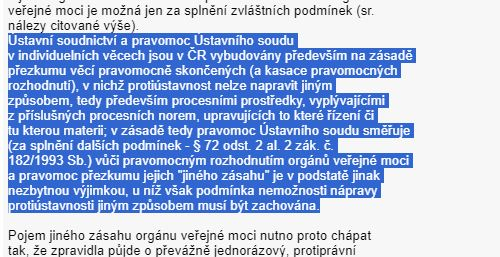 veřejné moci je možná jen za splnění zvláštních podmínek (sr.
nálezy citované výše).
Ústavní soudnictví a pravomoc Ústavního soudu
v individuelních věcech jsou v ČR vybudovány především na zásadě
přezkumu věcí pravomocně skončených (a kasace pravomocných
rozhodnutí), v nichž protiústavnost nelze napravit jiným
způsobem, tedy především procesními prostředky, vyplývajícími
z příslušných procesních norem, upravujících to které řízení či
tu kterou materii; v zásadě tedy pravomoc Ústavního soudu směřuje
(za splnění dalších podmínek - § 72 odst. 2 al. 2 zák. č.
182/1993 Sb.) vůči pravomocným rozhodnutím orgánů veřejné moci
a pravomoc přezkumu jejich "jiného zásahu" je v podstatě jinak
nezbytnou výjimkou, u níž však podmínka nemožnosti nápravy
protiústavnosti jiným způsobem musí být zachována.
Pojem jiného zásahu orgánu veřejné moci nutno proto chápat
tak, že zpravidla půjde o převážně jednorázový, protiprávní